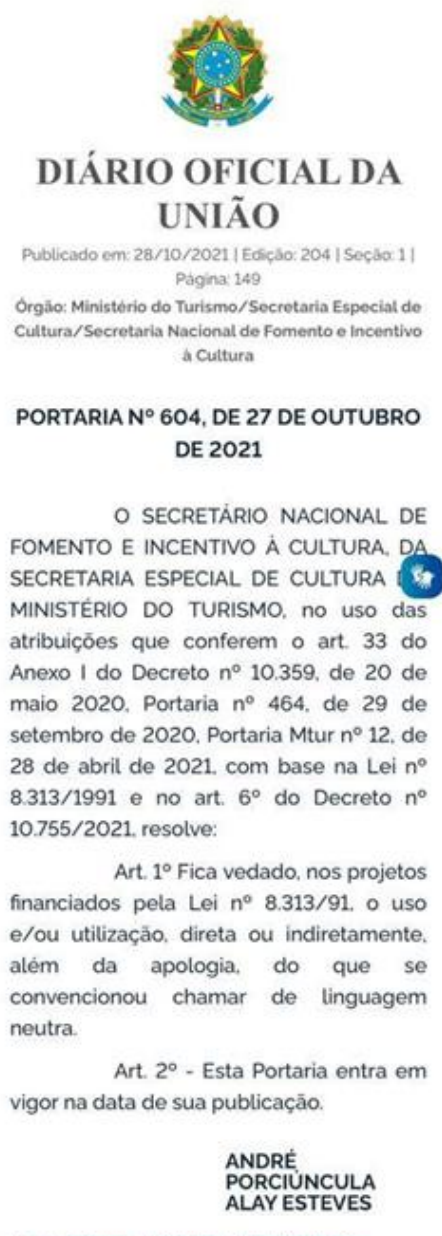 DIÁRIO OFICIAL DA
UNIÃO
Publicado em: 28/10/2021 | Edição: 204 | Seção: 1 |
Página: 149
Órgão: Ministério do Turismo/Secretaria Especial de
Cultura/Secretaria Nacional de Fomento e Incentivo
à Cultura
PORTARIA Nº 604, DE 27 DE OUTUBRO
DE 2021
O SECRETÁRIO NACIONAL DE
FOMENTO E INCENTIVO À CULTURA, DA
SECRETARIA ESPECIAL DE CULTURA
MINISTÉRIO DO TURISMO, no uso das
atribuições que conferem o art. 33 do
Anexo I do Decreto nº 10.359, de 20 de
maio 2020, Portaria nº 464, de 29 de
setembro de 2020, Portaria Mtur nº 12, de
28 de abril de 2021, com base na Lei nº
8.313/1991 e no art. 6º do Decreto nº
10.755/2021, resolve:
Art. 1º Fica vedado, nos projetos
financiados pela Lei nº 8.313/91, o uso
e/ou utilização, direta ou indiretamente,
além da apologia, do que se
convencionou chamar de linguagem
neutra.
Art. 2º - Esta Portaria entra em
vigor na data de sua publicação.
ANDRÉ
PORCIÚNCULA
ALAY ESTEVES